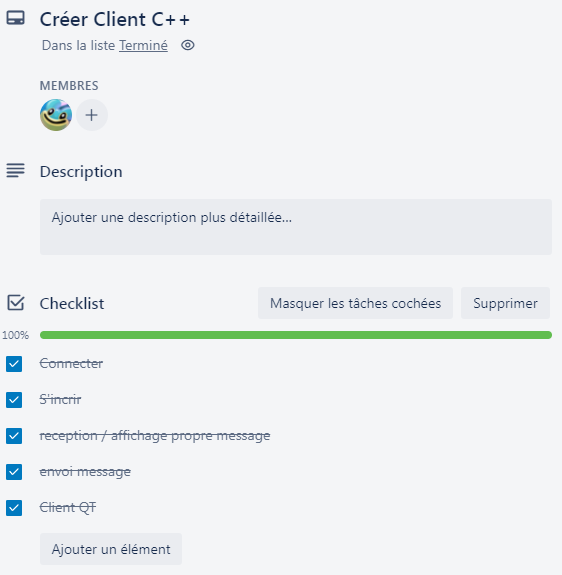 Créer Client C++
Dans la liste Terminé
MEMBRES
Description
Ajouter une description plus détaillée…
Checklist
Masquer les tâches cochées
Supprimer
100%
Connecter
S'incrir
reception / affichage propre message
envoi message
Client QT
Ajouter un élément